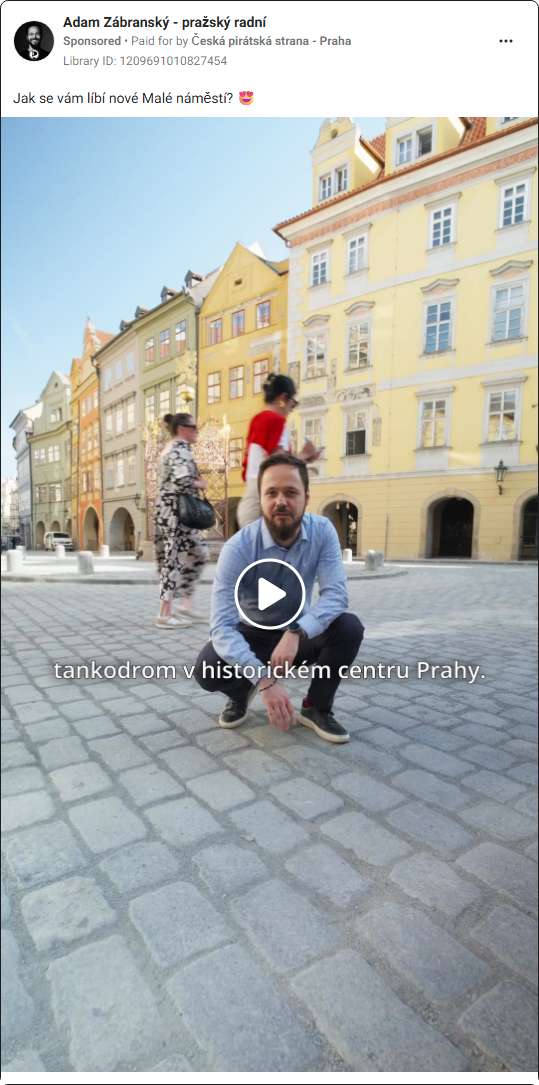 Adam Zábranský - pražský radní
Sponsored • Paid for by Česká pirátská strana - Praha
Library ID: 1209691010827454
Jak se vám líbí nové Malé náměstí? 😍
tankodrom v historickém centru Prahy.